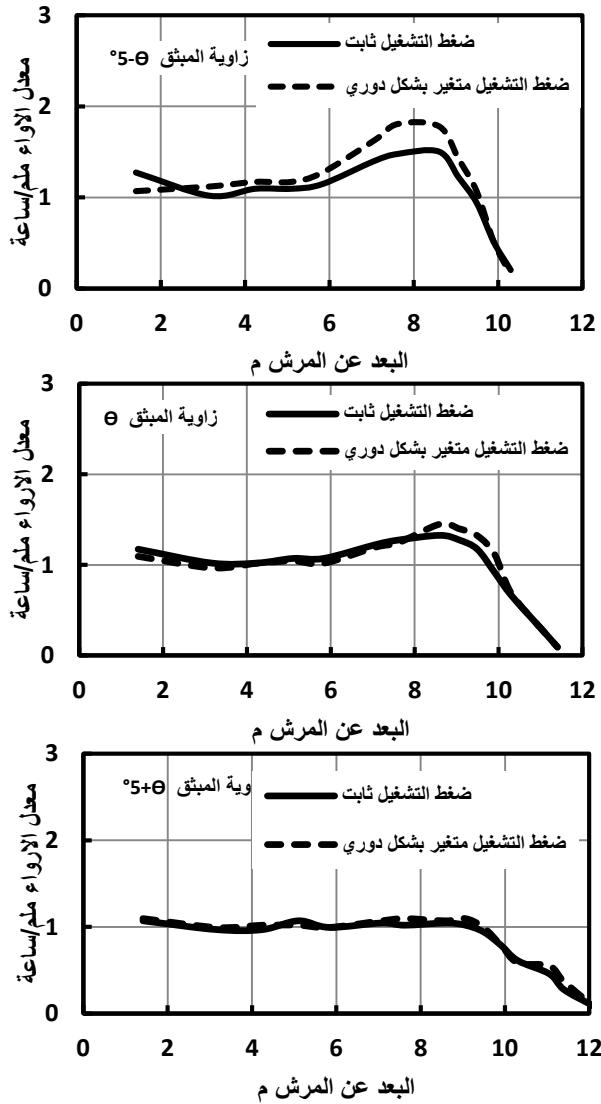 3
ضغط التشغيل ثابت
زاوية المبثق ϴ-5°
ضغط التشغيل متغير بشكل دوري
2
1
0
معدل الاواء ملم/ساعة
0 2 4 6 8 10 12
البعد عن المرش م
3
ضغط التشغيل ثابت
زاوية المبثق ϴ
ضغط التشغيل متغير بشكل دوري
2
1
0
معدل الارواء ملم/ساعة
0 2 4 6 8 10 12
البعد عن المرش م
3
ضغط التشغيل ثابت
وية المبثق ϴ+5°
ضغط التشغيل متغير بشكل دوري
2
1
0
معدل الارواء ملم/ساعة
0 2 4 6 8 10 12
البعد عن المرش م